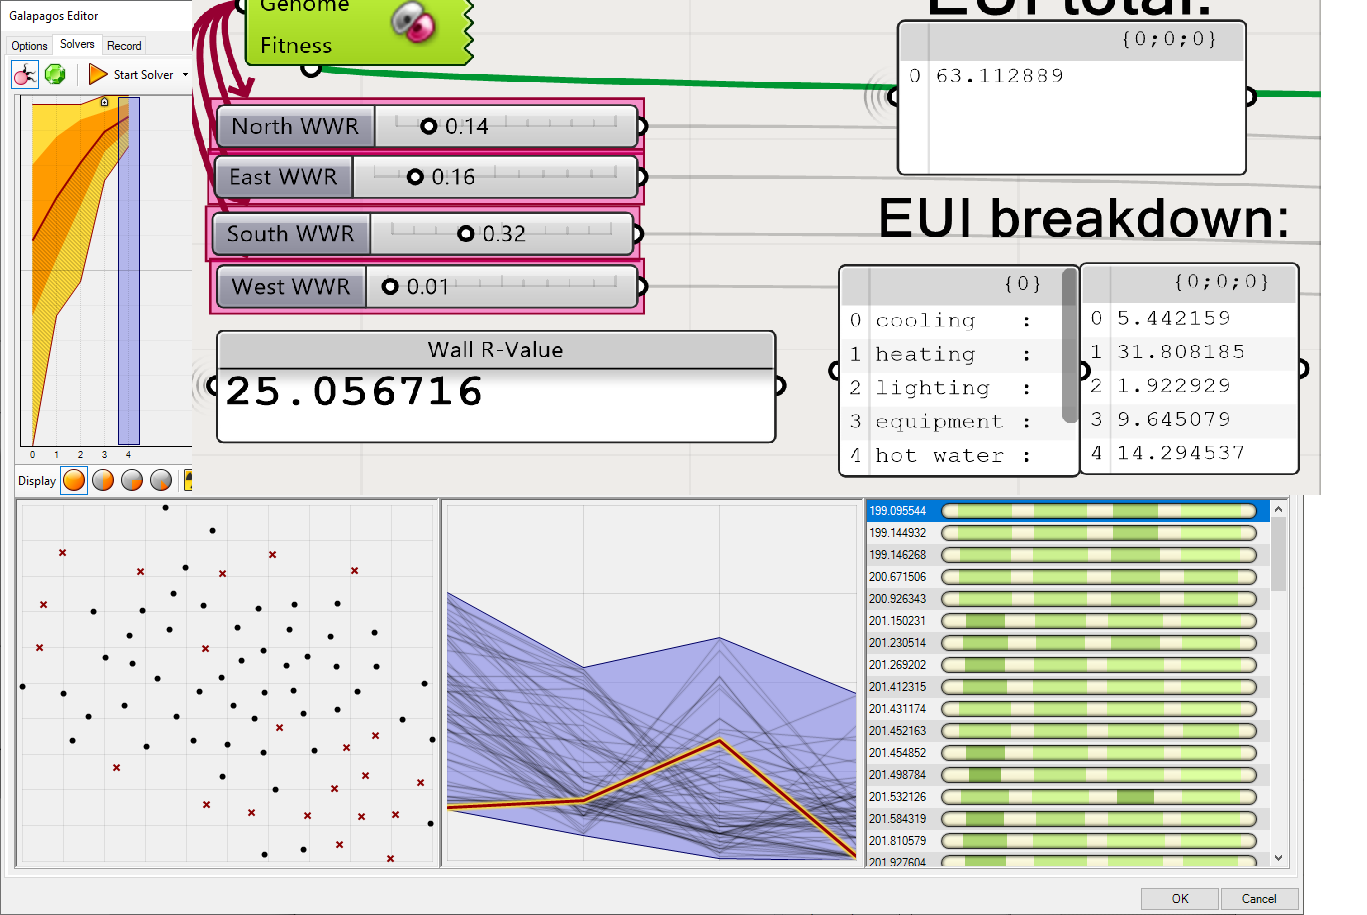 Galapagos Editor
Options Solvers Record
Start Solver
0 1 2 3 4
Display
Genome
Fitness
North WWR 0.14
East WWR 0.16
South WWR 0.32
West WWR 0.01
Wall R-Value
25.056716
EUI total:
{0;0;0}
0 63.112889
EUI breakdown:
{0}
0 cooling :
1 heating :
2 lighting :
3 equipment :
4 hot water :
{0;0;0}
0 5.442159
1 31.808185
2 1.922929
3 9.645079
4 14.294537
199.095544
199.144932
199.146268
200.671506
200.926343
201.150231
201.230514
201.269202
201.412315
201.431174
201.452163
201.454852
201.498784
201.532126
201.584319
201.810579
201.927604
OK Cancel